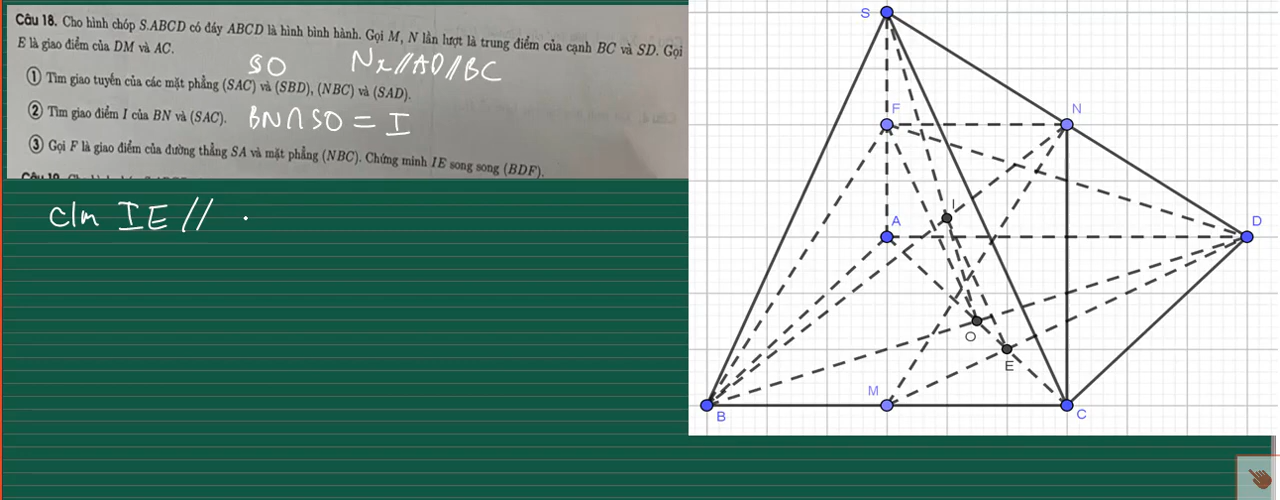 Câu 18. Cho hình chóp S.ABCD có đáy ABCD là hình bình hành. Gọi M, N lần lượt là trung điểm của cạnh BC và SD. Gọi
E là giao điểm của DM và AC.
SO Nx//AD//BC
① Tìm giao tuyến của các mặt phẳng (SAC) và (SBD), (NBC) và (SAD).
② Tìm giao điểm I của BN và (SAC). BN∩SO = I
③ Gọi F là giao điểm của đường thẳng SA và mặt phẳng (NBC). Chứng minh IE song song (BDF).
c/m IE //
S
F N
I
A D
O
E
M
B C